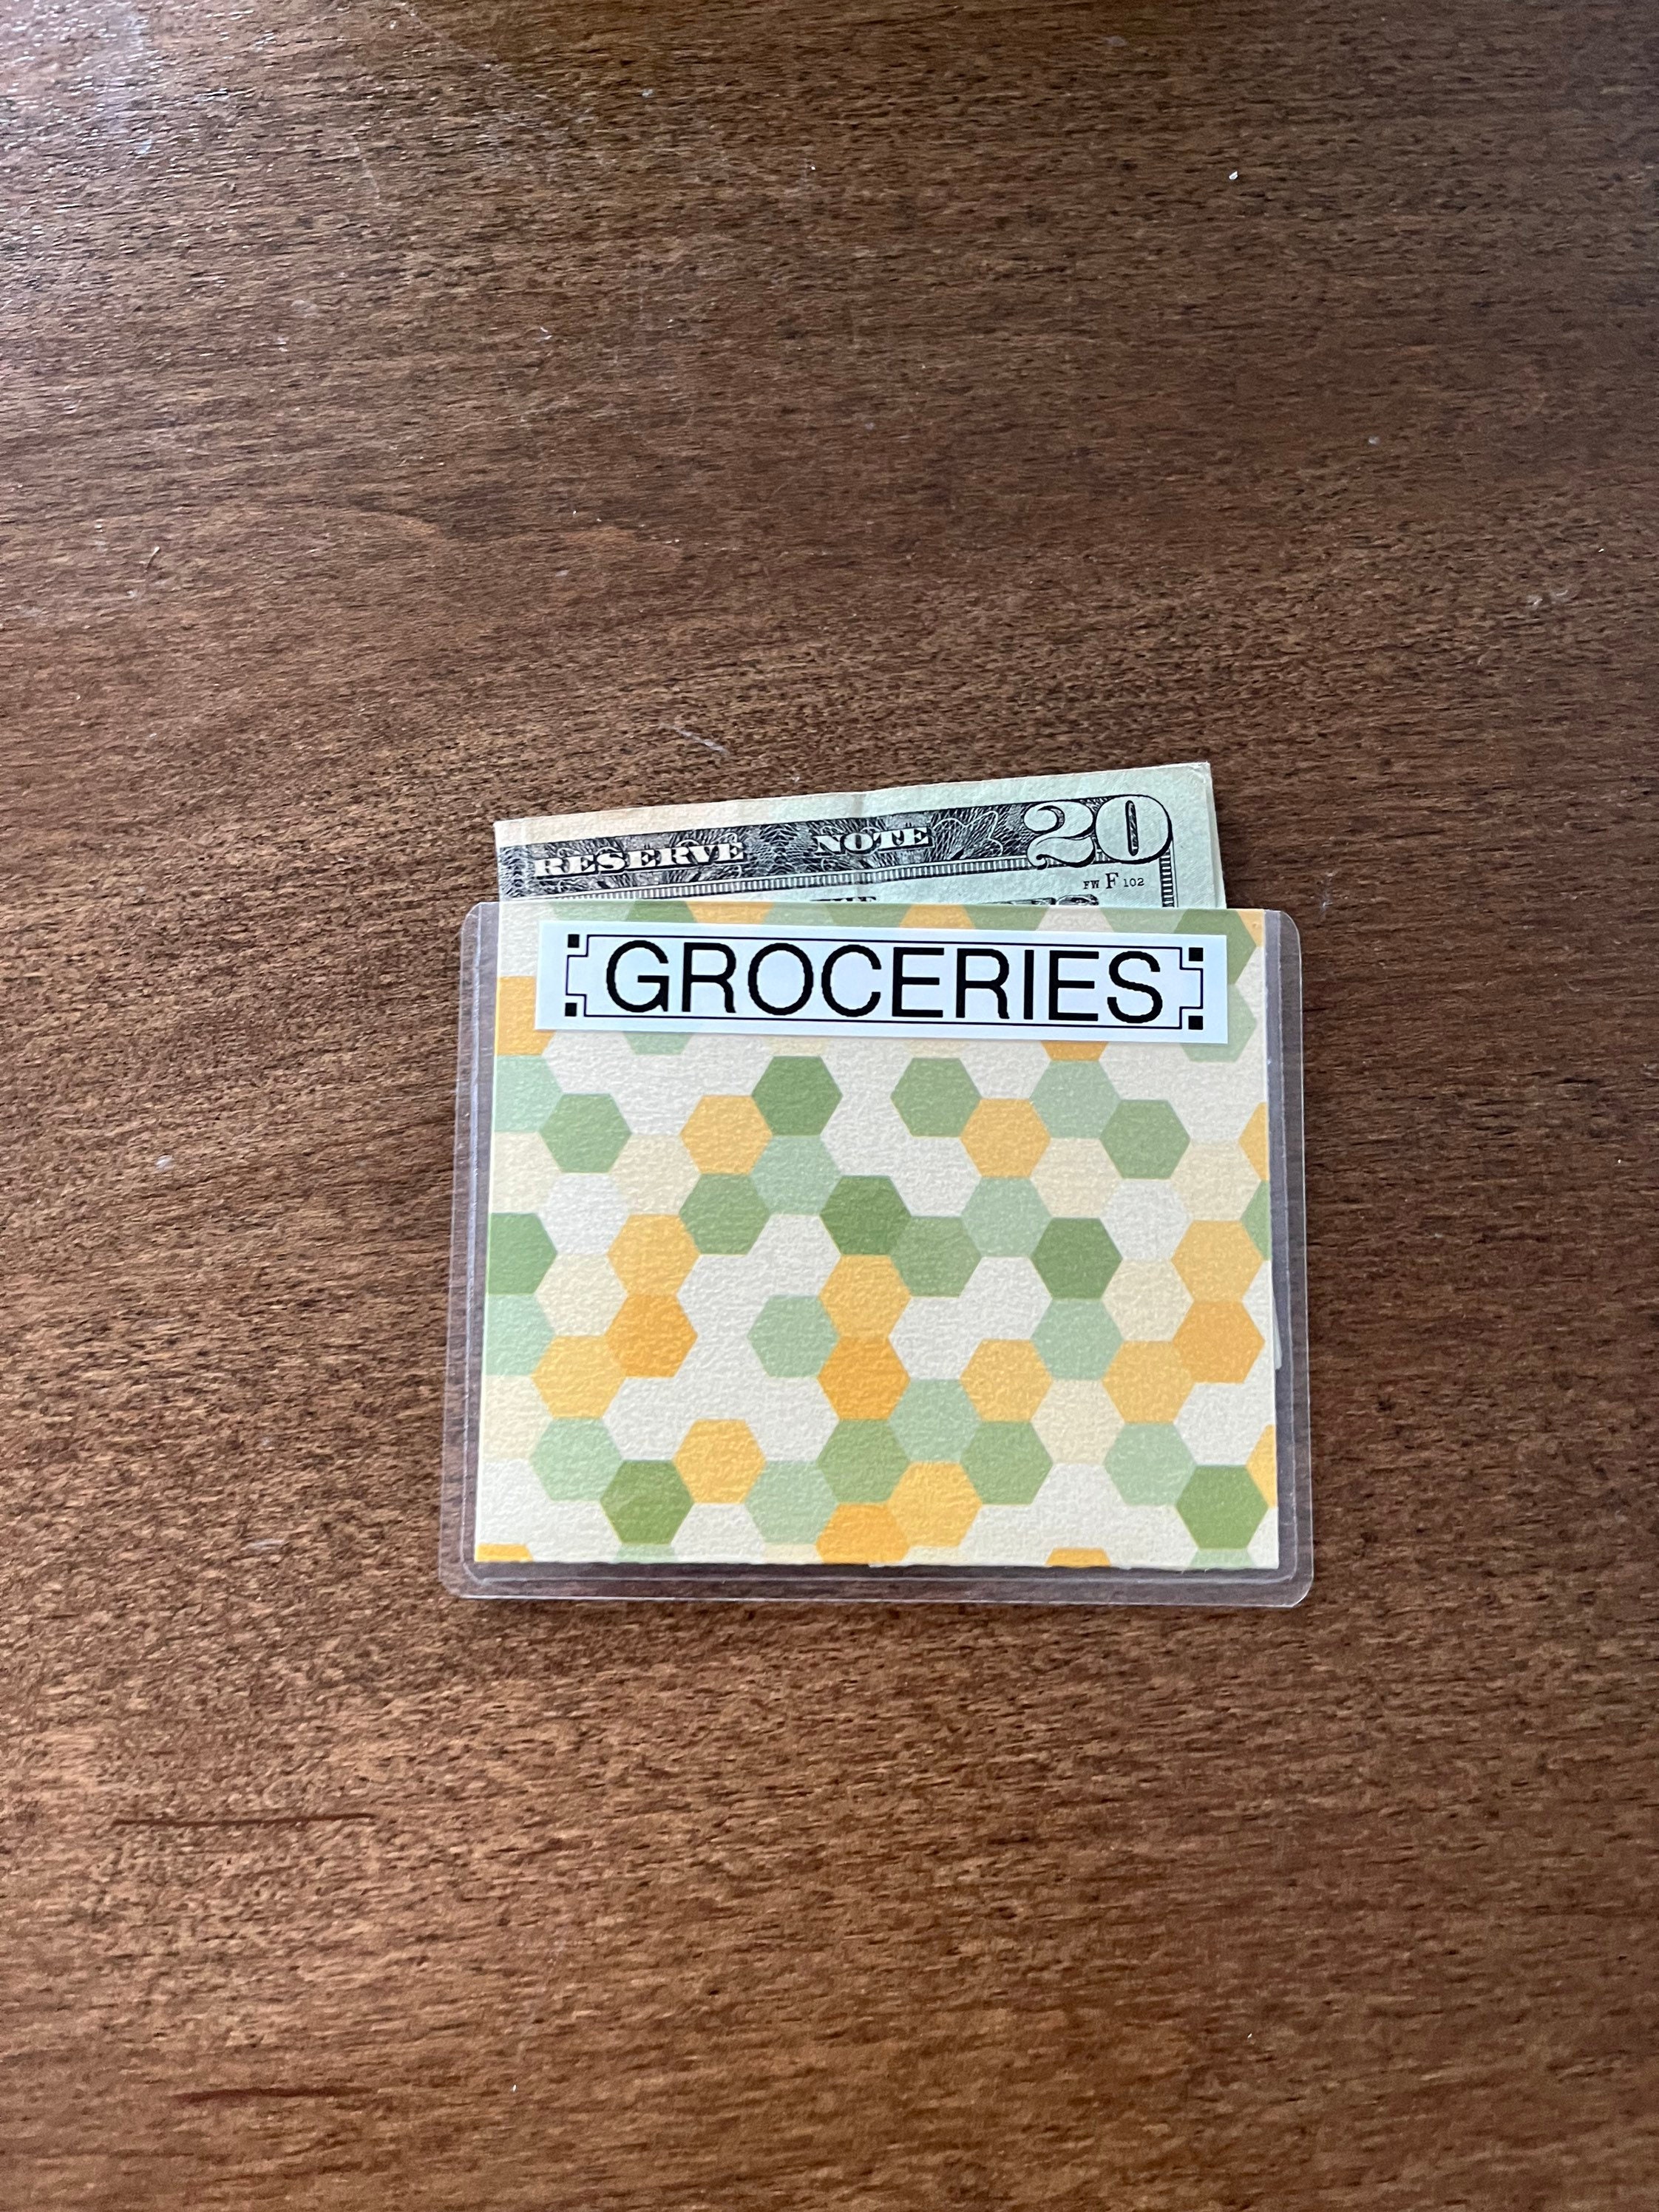 RESERVE NOTE 20
FW F 102
GROCERIES